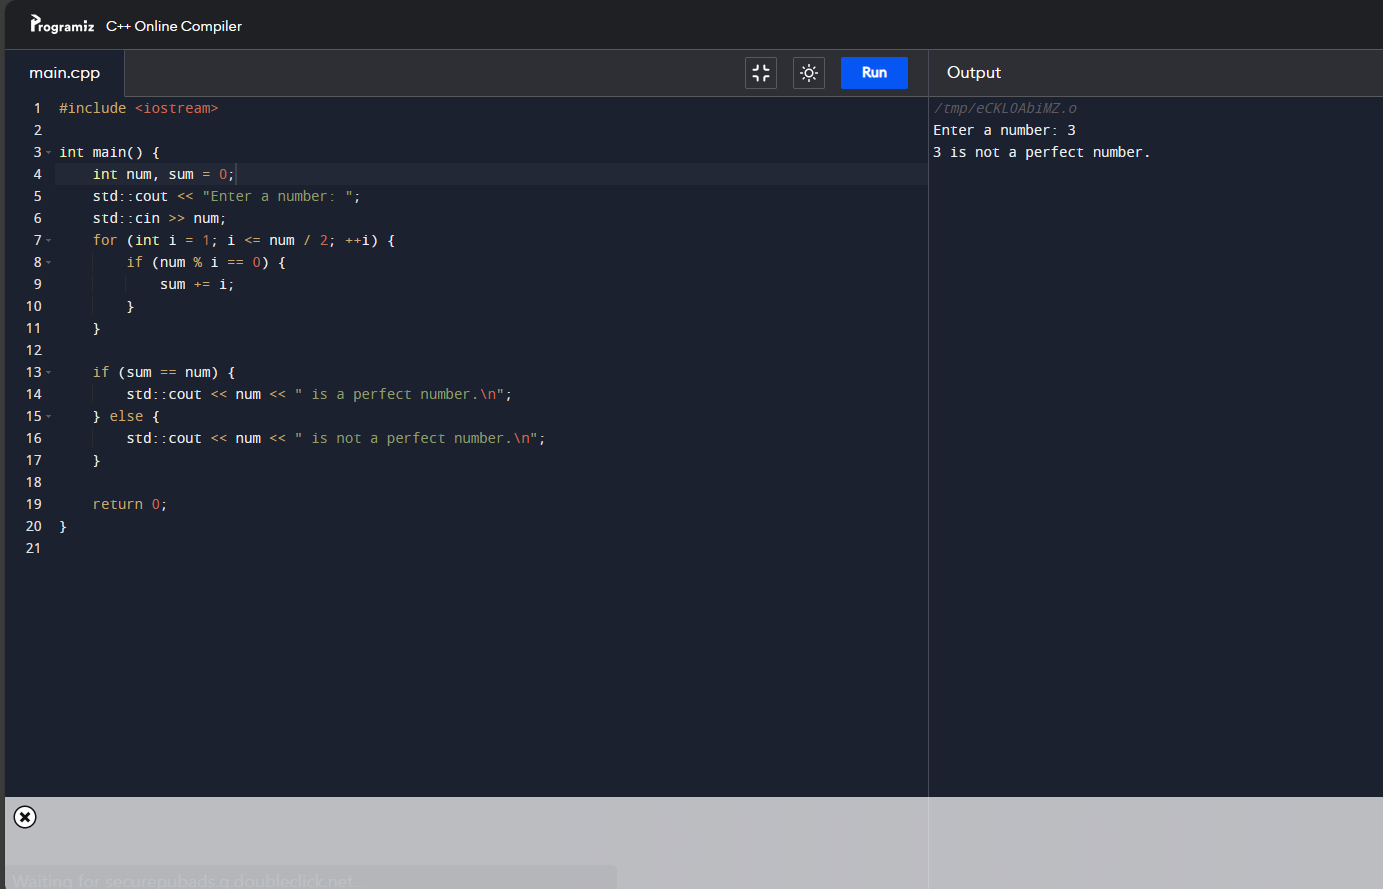 Programiz C++ Online Compiler
main.cpp
Run
Output
1 #include <iostream>
2
3 int main() {
4     int num, sum = 0;
5     std::cout << "Enter a number: ";
6     std::cin >> num;
7     for (int i = 1; i <= num / 2; ++i) {
8         if (num % i == 0) {
9             sum += i;
10         }
11     }
12
13     if (sum == num) {
14         std::cout << num << " is a perfect number.\n";
15     } else {
16         std::cout << num << " is not a perfect number.\n";
17     }
18
19     return 0;
20 }
21
/tmp/eCKLOAbiMZ.o
Enter a number: 3
3 is not a perfect number.
Waiting for securepubads.g.doubleclick.net...